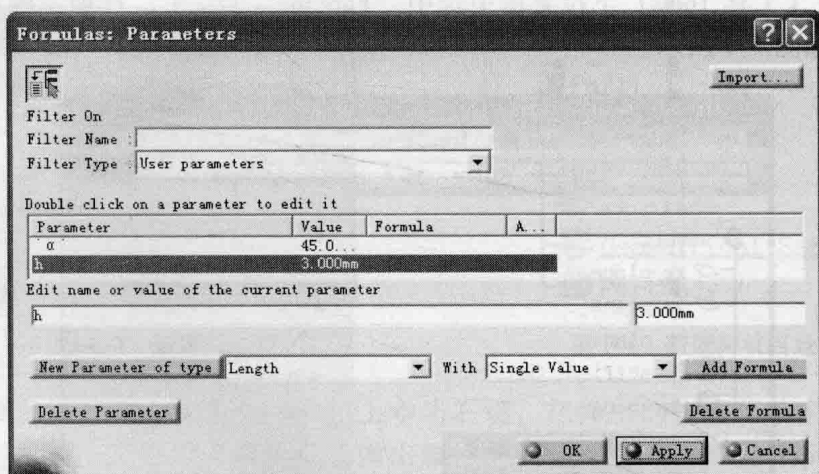 Formulas: Parameters
Import...
Filter On
Filter Name :
Filter Type : User parameters
Double click on a parameter to edit it
Parameter Value Formula A...
`α` 45.0...
h 3.000mm
Edit name or value of the current parameter
h 3.000mm
New Parameter of type Length With Single Value Add Formula
Delete Parameter Delete Formula
OK Apply Cancel